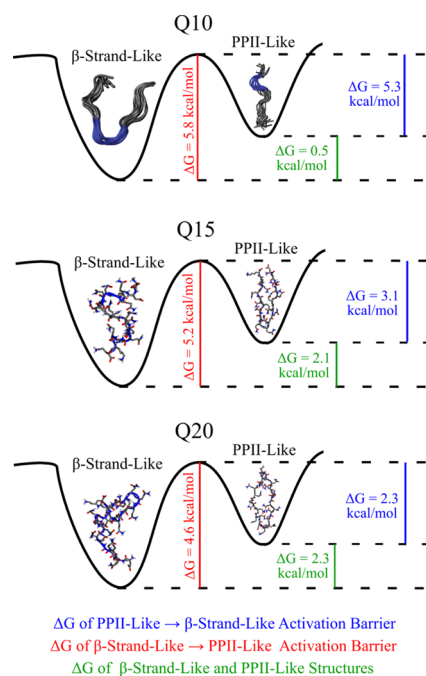 Q10
β-Strand-Like
PPII-Like
ΔG = 5.8 kcal/mol
ΔG = 5.3
kcal/mol
ΔG = 0.5
kcal/mol
Q15
β-Strand-Like
PPII-Like
ΔG = 5.2
kcal/mol
ΔG = 3.1
kcal/mol
ΔG = 2.1
kcal/mol
Q20
β-Strand-Like
PPII-Like
ΔG = 4.6 kcal/mol
ΔG = 2.3
kcal/mol
ΔG = 2.3
kcal/mol
ΔG of PPII-Like → β-Strand-Like Activation Barrier
ΔG of β-Strand-Like → PPII-Like Activation Barrier
ΔG of β-Strand-Like and PPII-Like Structures